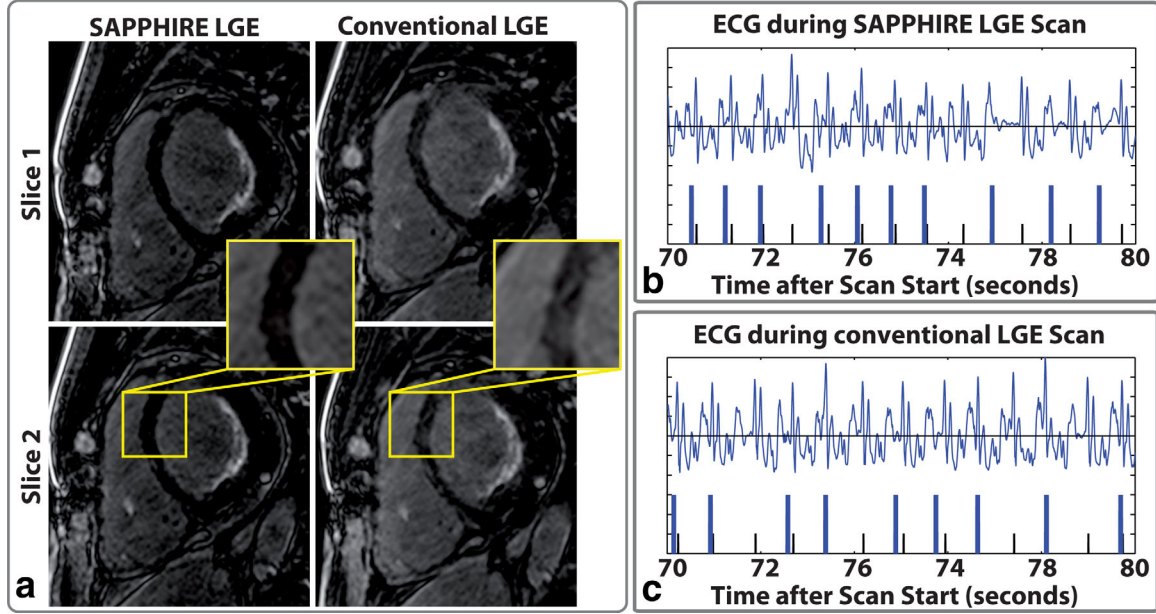 SAPPHIRE LGE
Conventional LGE
Slice 1
Slice 2
a
ECG during SAPPHIRE LGE Scan
70 72 74 76 74 78 80
b
Time after Scan Start (seconds)
ECG during conventional LGE Scan
70 72 74 76 74 78 80
c
Time after Scan Start (seconds)